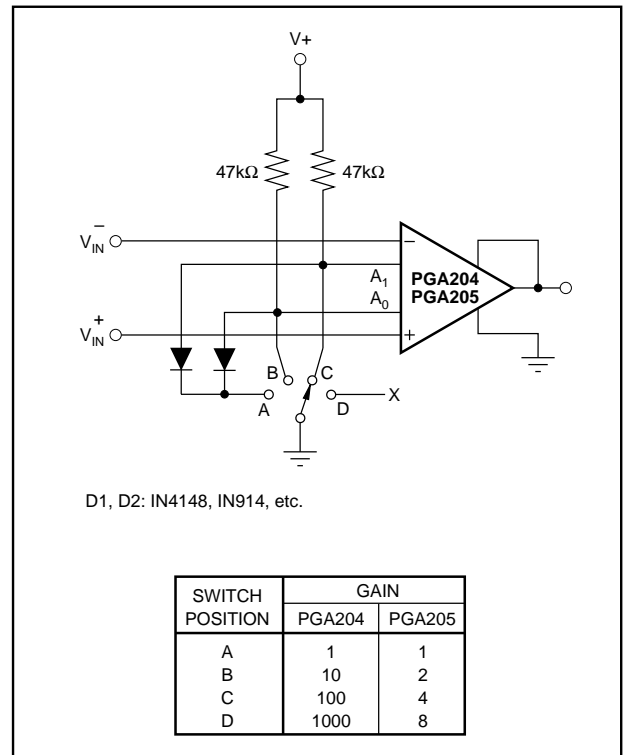 V+
47kΩ 47kΩ
V⁻IN
A1
A0
PGA204
PGA205
−
+
V⁺IN
B C
A D X
D1, D2: IN4148, IN914, etc.
SWITCH POSITION GAIN
PGA204 PGA205
A 1 1
B 10 2
C 100 4
D 1000 8